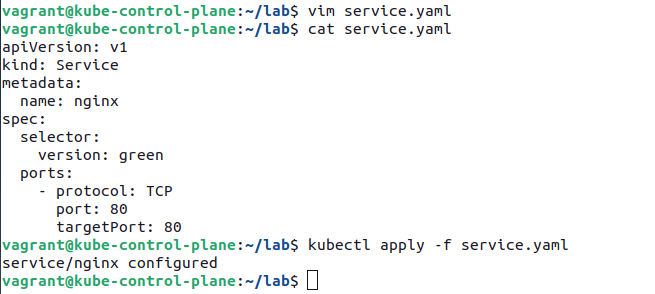 vagrant@kube-control-plane:~/lab$ vim service.yaml
vagrant@kube-control-plane:~/lab$ cat service.yaml
apiVersion: v1
kind: Service
metadata:
  name: nginx
spec:
  selector:
    version: green
  ports:
    - protocol: TCP
      port: 80
      targetPort: 80
vagrant@kube-control-plane:~/lab$ kubectl apply -f service.yaml
service/nginx configured
vagrant@kube-control-plane:~/lab$